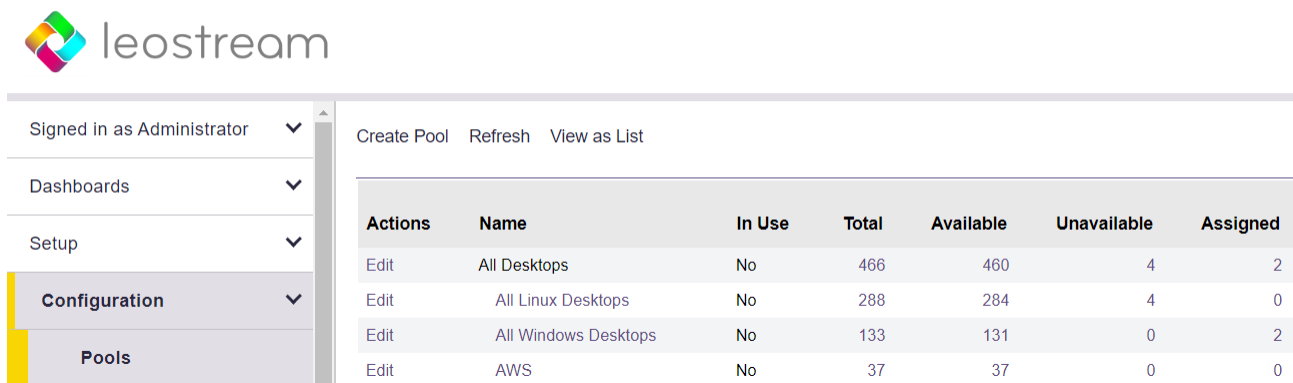 leostream
Signed in as Administrator
Dashboards
Setup
Configuration
Pools
Create Pool Refresh View as List
Actions Name In Use Total Available Unavailable Assigned
Edit All Desktops No 466 460 4 2
Edit All Linux Desktops No 288 284 4 0
Edit All Windows Desktops No 133 131 0 2
Edit AWS No 37 37 0 0